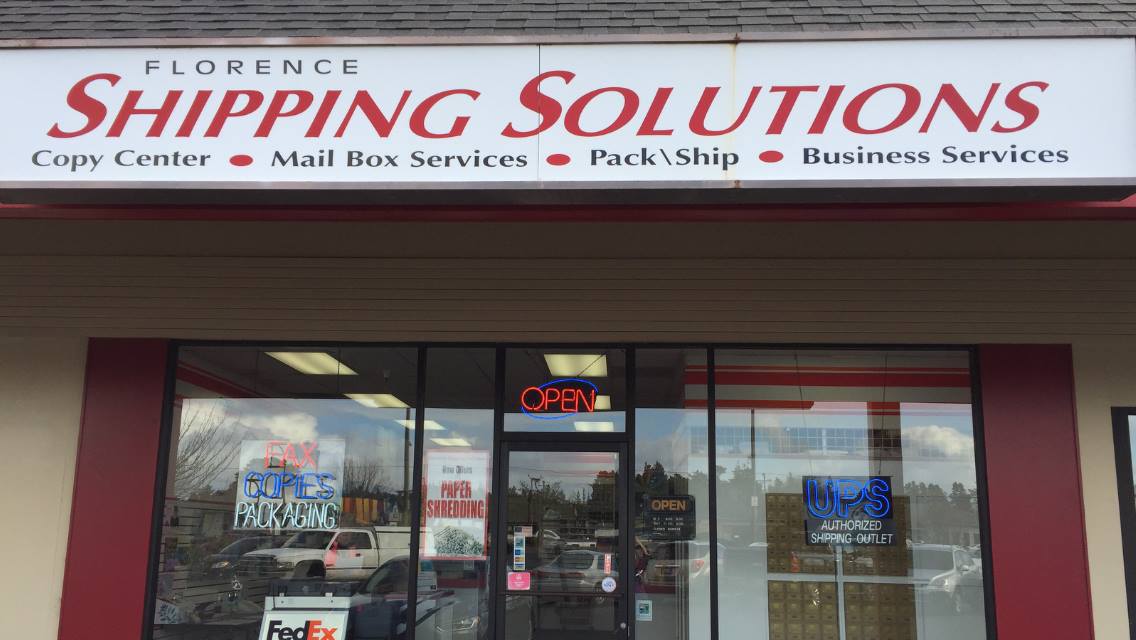 FLORENCE
SHIPPING SOLUTIONS
Copy Center • Mail Box Services • Pack\Ship • Business Services
OPEN
FAX
COPIES
PACKAGING
PAPER
SHREDDING
OPEN
UPS
AUTHORIZED
SHIPPING OUTLET
FedEx